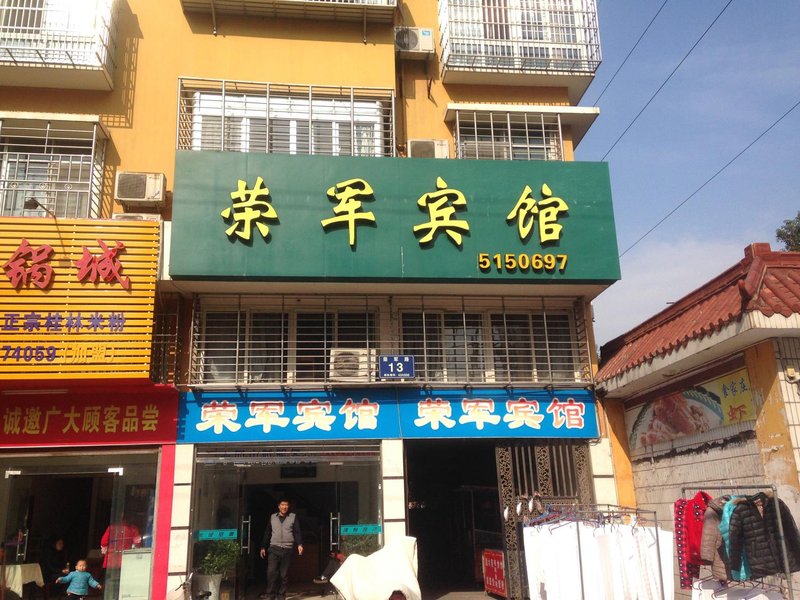 荣军宾馆
5150697
锅城
正宗桂林米粉
74059
诚邀广大顾客品尝
13
荣军宾馆 荣军宾馆